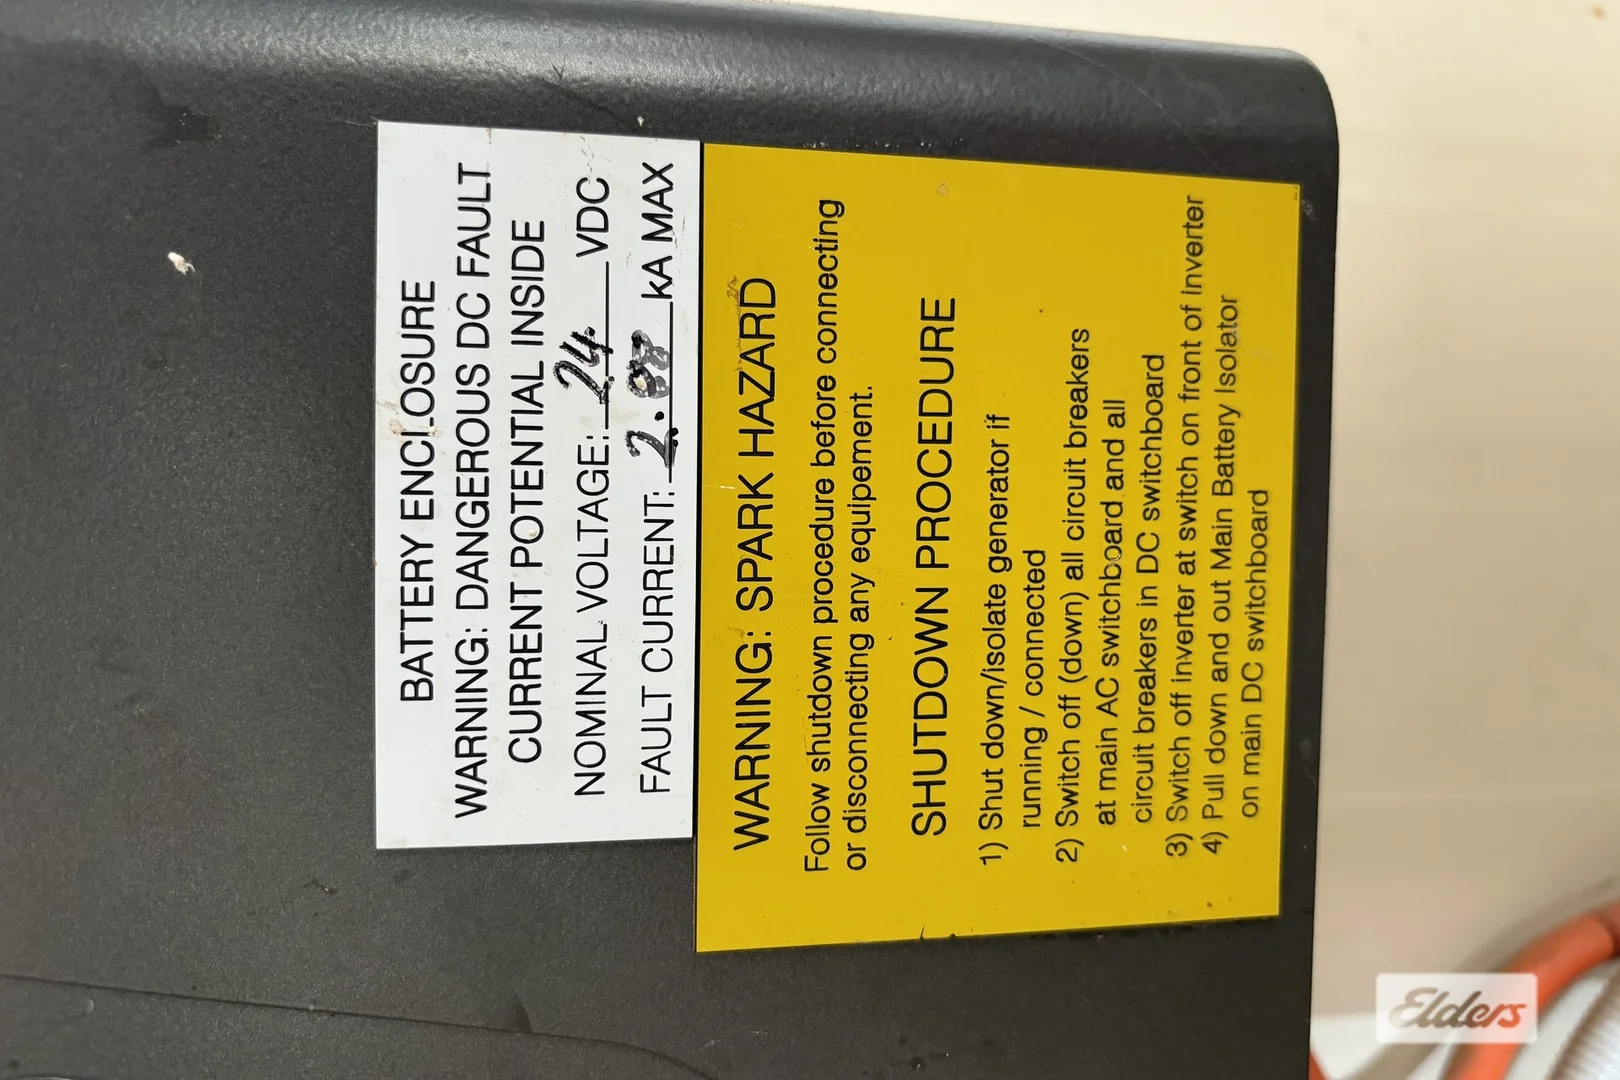 BATTERY ENCLOSURE
WARNING: DANGEROUS DC FAULT
CURRENT POTENTIAL INSIDE
NOMINAL VOLTAGE: 24 VDC
FAULT CURRENT: 2. kA MAX
WARNING: SPARK HAZARD
Follow shutdown procedure before connecting
or disconnecting any equipement.
SHUTDOWN PROCEDURE
1) Shut down/isolate generator if
running / connected
2) Switch off (down) all circuit breakers
at main AC switchboard and all
circuit breakers in DC switchboard
3) Switch off inverter at switch on front of Inverter
4) Pull down and out Main Battery Isolator
on main DC switchboard
Elders